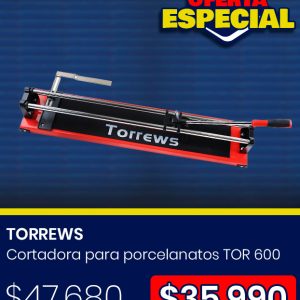 OFERTA
ESPECIAL
Torrews
TORREWS
Cortadora para porcelanatos TOR 600
$47.680
$35.990